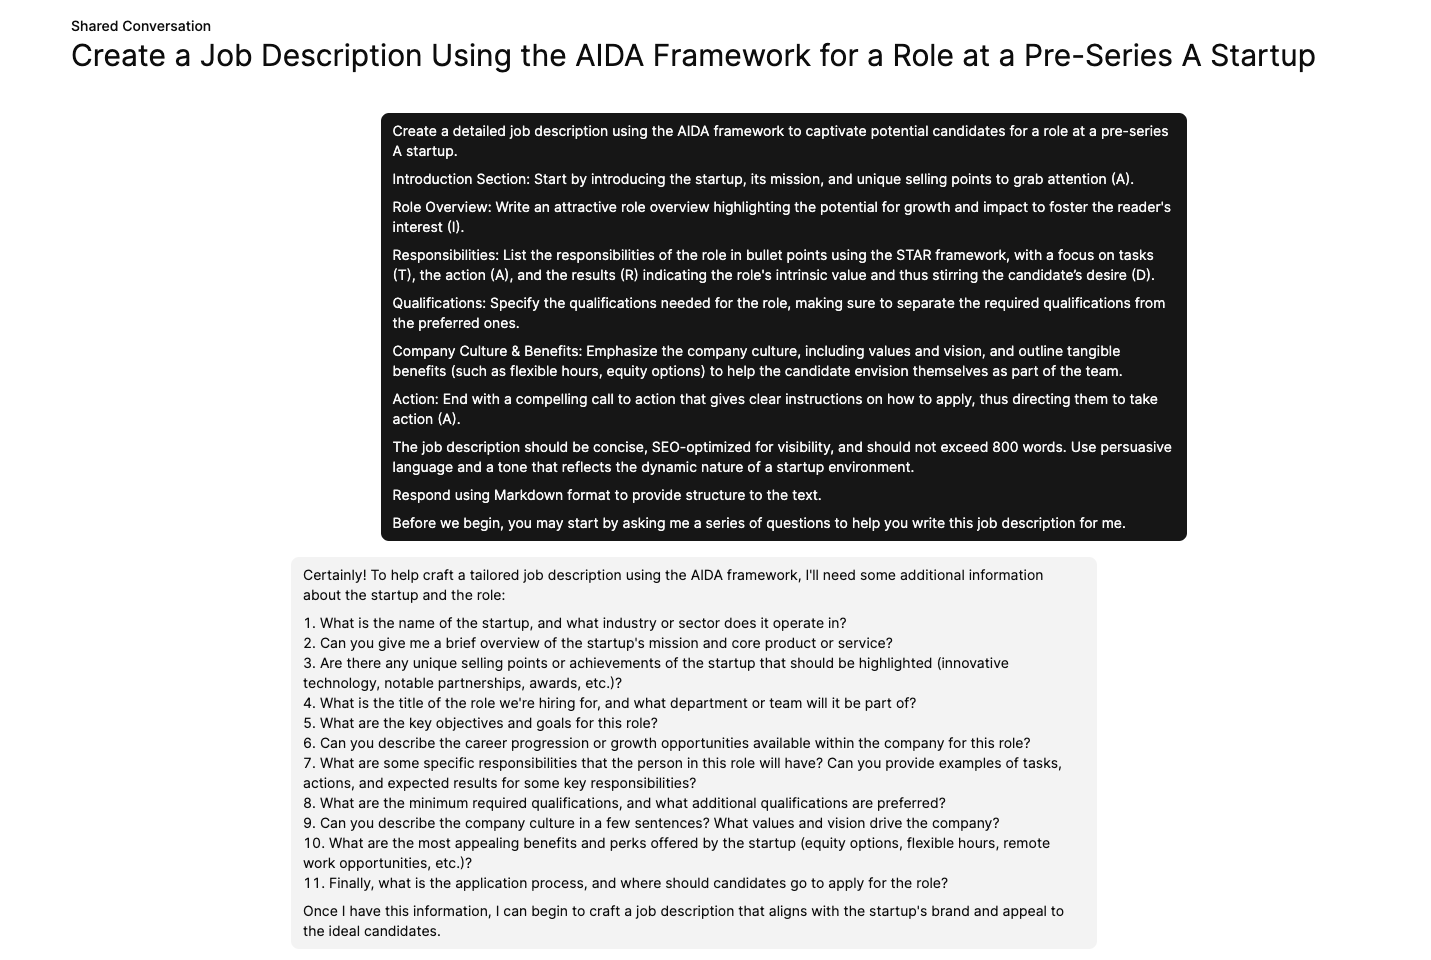 Shared Conversation
Create a Job Description Using the AIDA Framework for a Role at a Pre-Series A Startup
Create a detailed job description using the AIDA framework to captivate potential candidates for a role at a pre-series
A startup.
Introduction Section: Start by introducing the startup, its mission, and unique selling points to grab attention (A).
Role Overview: Write an attractive role overview highlighting the potential for growth and impact to foster the reader's
interest (I).
Responsibilities: List the responsibilities of the role in bullet points using the STAR framework, with a focus on tasks
(T), the action (A), and the results (R) indicating the role's intrinsic value and thus stirring the candidate’s desire (D).
Qualifications: Specify the qualifications needed for the role, making sure to separate the required qualifications from
the preferred ones.
Company Culture & Benefits: Emphasize the company culture, including values and vision, and outline tangible
benefits (such as flexible hours, equity options) to help the candidate envision themselves as part of the team.
Action: End with a compelling call to action that gives clear instructions on how to apply, thus directing them to take
action (A).
The job description should be concise, SEO-optimized for visibility, and should not exceed 800 words. Use persuasive
language and a tone that reflects the dynamic nature of a startup environment.
Respond using Markdown format to provide structure to the text.
Before we begin, you may start by asking me a series of questions to help you write this job description for me.
Certainly! To help craft a tailored job description using the AIDA framework, I'll need some additional information
about the startup and the role:
1. What is the name of the startup, and what industry or sector does it operate in?
2. Can you give me a brief overview of the startup's mission and core product or service?
3. Are there any unique selling points or achievements of the startup that should be highlighted (innovative
technology, notable partnerships, awards, etc.)?
4. What is the title of the role we're hiring for, and what department or team will it be part of?
5. What are the key objectives and goals for this role?
6. Can you describe the career progression or growth opportunities available within the company for this role?
7. What are some specific responsibilities that the person in this role will have? Can you provide examples of tasks,
actions, and expected results for some key responsibilities?
8. What are the minimum required qualifications, and what additional qualifications are preferred?
9. Can you describe the company culture in a few sentences? What values and vision drive the company?
10. What are the most appealing benefits and perks offered by the startup (equity options, flexible hours, remote
work opportunities, etc.)?
11. Finally, what is the application process, and where should candidates go to apply for the role?
Once I have this information, I can begin to craft a job description that aligns with the startup's brand and appeal to
the ideal candidates.